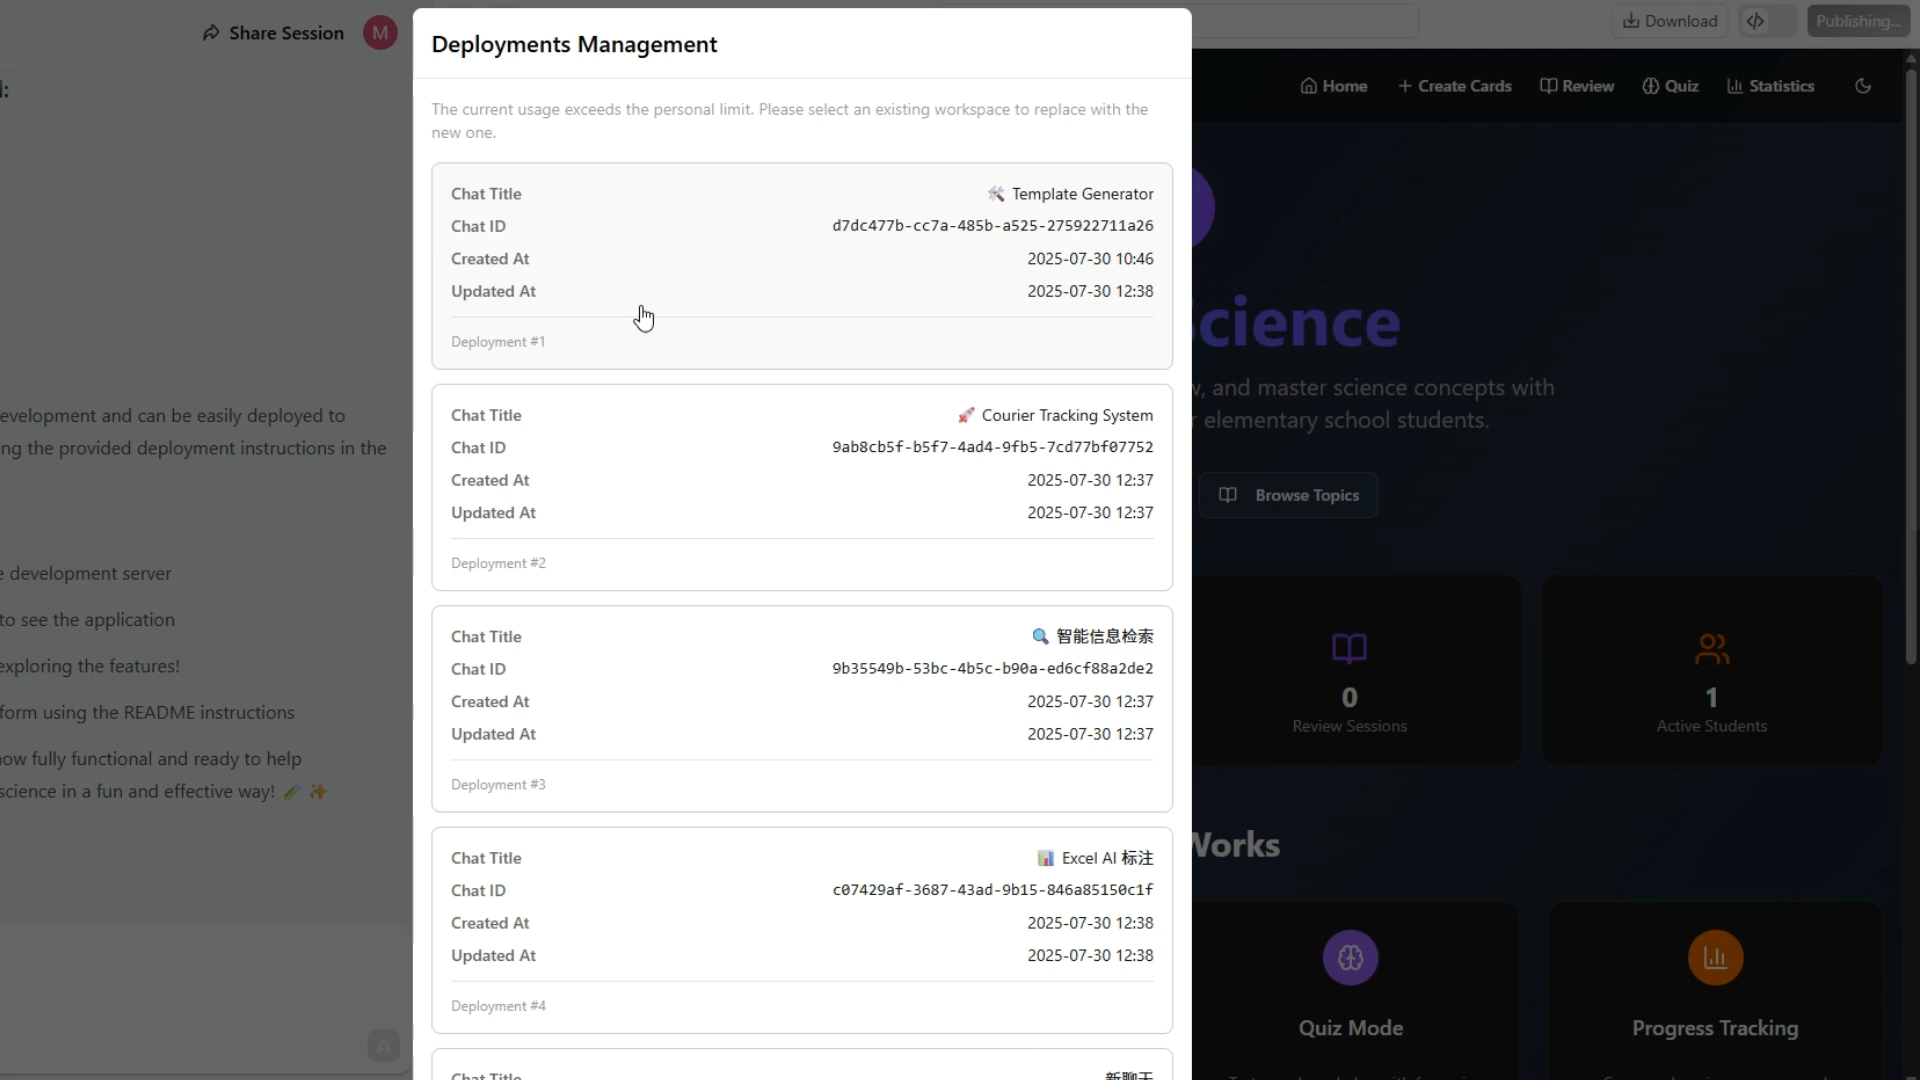 Share Session
M
Download
Publishing...
Deployments Management
The current usage exceeds the personal limit. Please select an existing workspace to replace with the
new one.
Chat Title
🛠️ Template Generator
Chat ID
d7dc477b-cc7a-485b-a525-275922711a26
Created At
2025-07-30 10:46
Updated At
2025-07-30 12:38
Deployment #1
Chat Title
🚀 Courier Tracking System
Chat ID
9ab8cb5f-b5f7-4ad4-9fb5-7cd77bf07752
Created At
2025-07-30 12:37
Updated At
2025-07-30 12:37
Deployment #2
Chat Title
🔍 智能信息检索
Chat ID
9b35549b-53bc-4b5c-b90a-ed6cf88a2de2
Created At
2025-07-30 12:37
Updated At
2025-07-30 12:37
Deployment #3
Chat Title
📊 Excel AI 标注
Chat ID
c07429af-3687-43ad-9b15-846a85150c1f
Created At
2025-07-30 12:38
Updated At
2025-07-30 12:38
Deployment #4
Chat Title
新聊天
:
evelopment and can be easily deployed to
ng the provided deployment instructions in the
e development server
to see the application
exploring the features!
form using the README instructions
now fully functional and ready to help
science in a fun and effective way! 🧪 ✨
Home
+ Create Cards
Review
Quiz
Statistics
Science
w, and master science concepts with
r elementary school students.
Browse Topics
0
Review Sessions
1
Active Students
Works
Quiz Mode
Progress Tracking